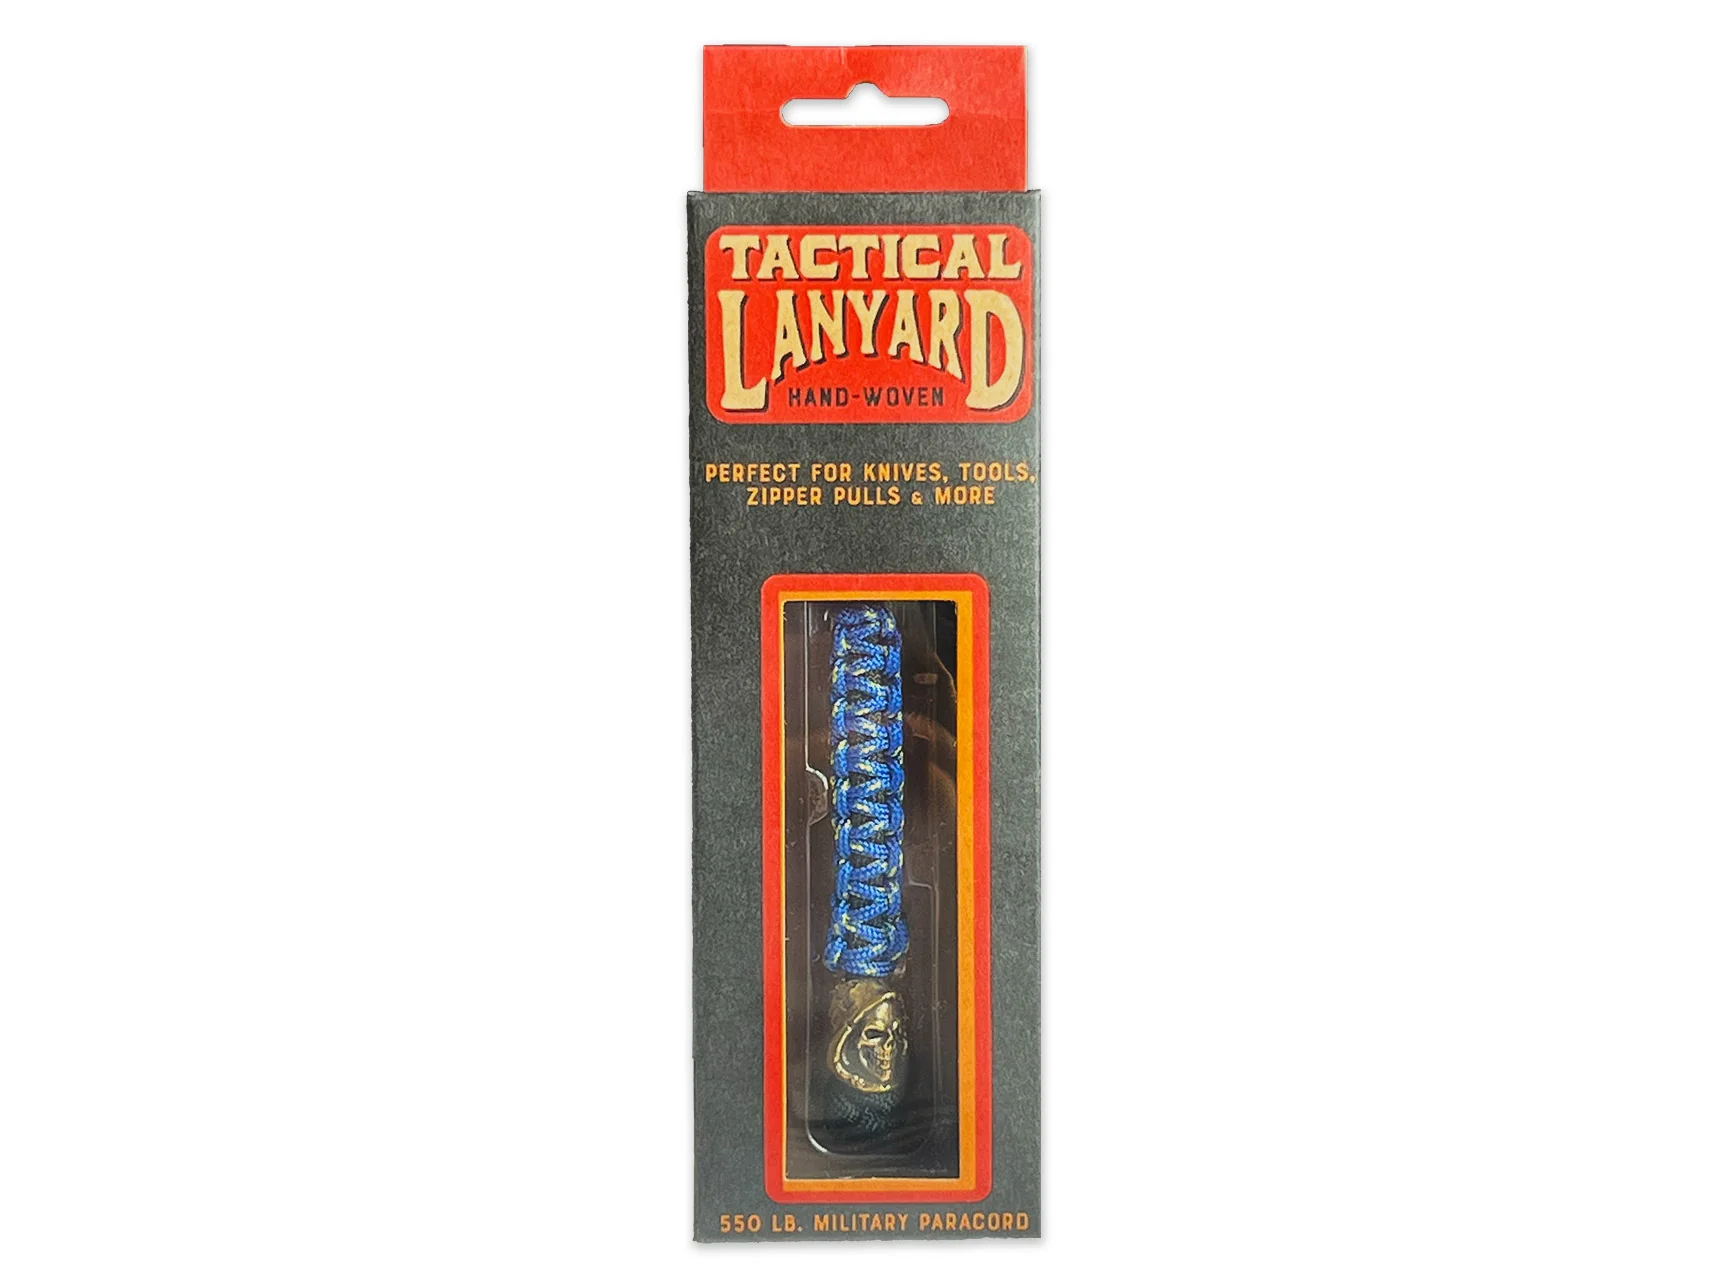 TACTICAL
LANYARD
HAND-WOVEN
PERFECT FOR KNIVES, TOOLS,
ZIPPER PULLS & MORE
550 LB. MILITARY PARACORD